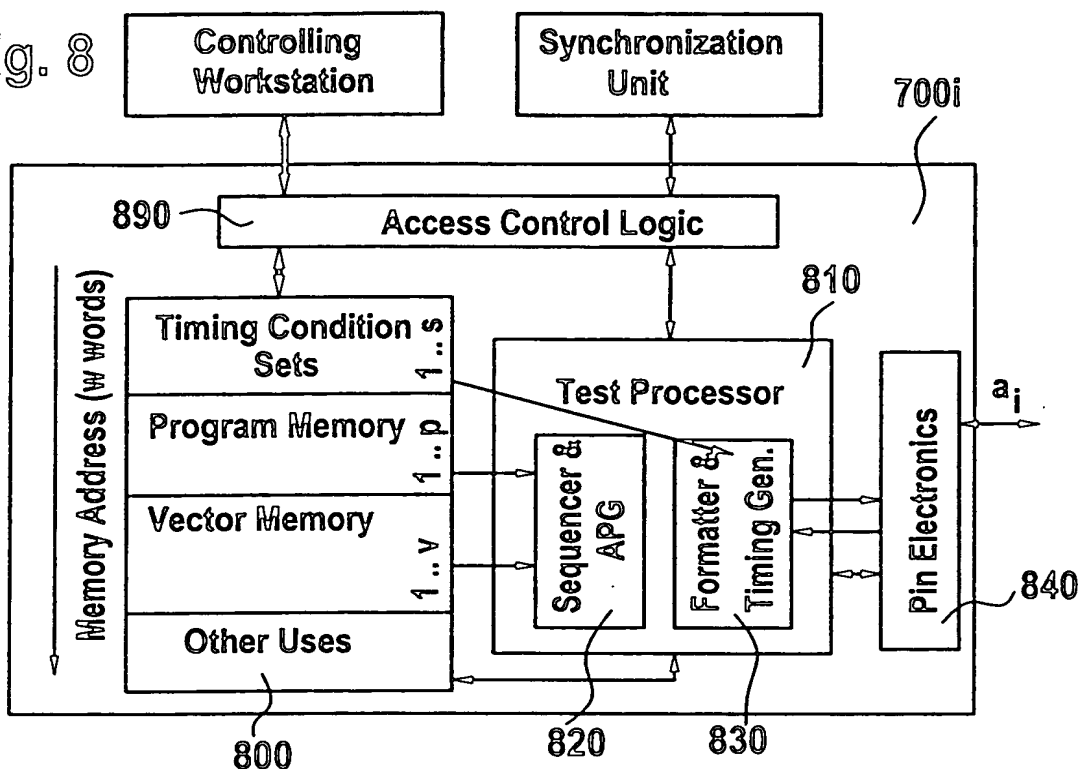 g. 8
Controlling
Workstation
Synchronization
Unit
700i
890
Access Control Logic
Memory Address (w words)
Timing Condition
Sets
1..s
Program Memory
1..p
Vector Memory
1..v
Other Uses
800
810
Test Processor
Sequencer &
APG
820
Formatter &
Timing Gen.
830
Pin Electronics
840
ai